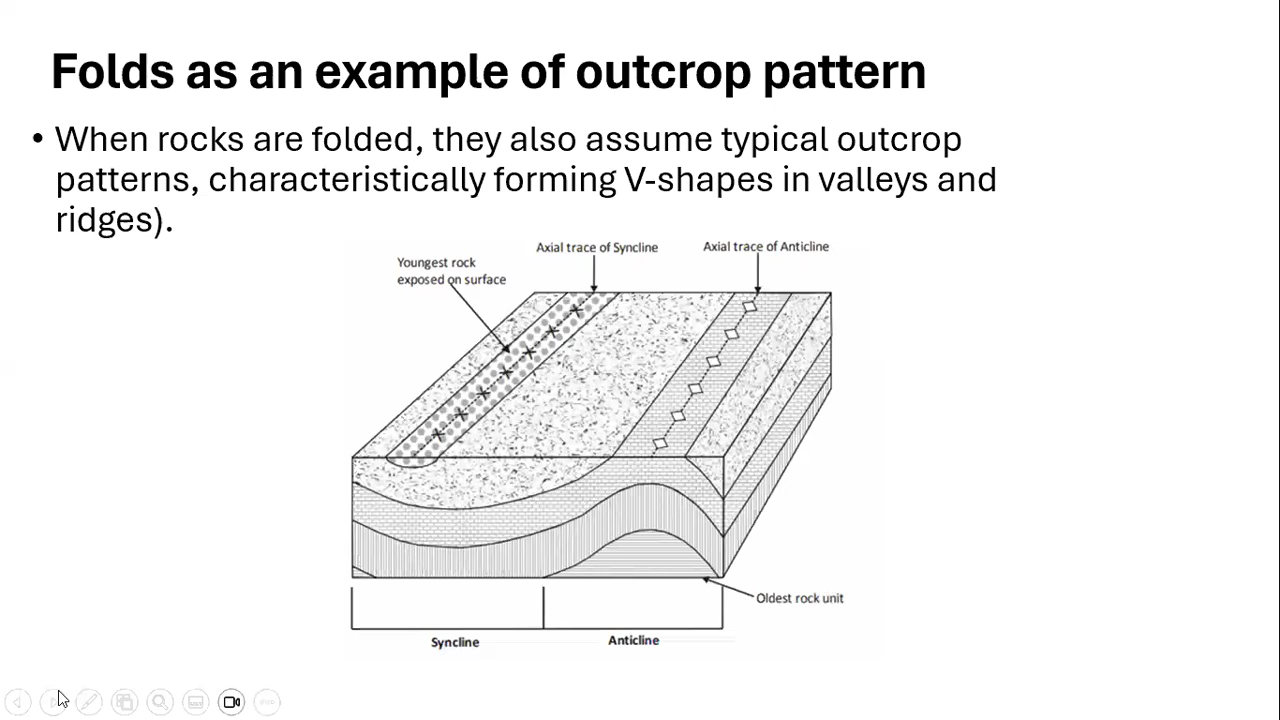 Folds as an example of outcrop pattern
• When rocks are folded, they also assume typical outcrop
patterns, characteristically forming V-shapes in valleys and
ridges).
Axial trace of Syncline
Axial trace of Anticline
Youngest rock
exposed on surface
Oldest rock unit
Syncline
Anticline